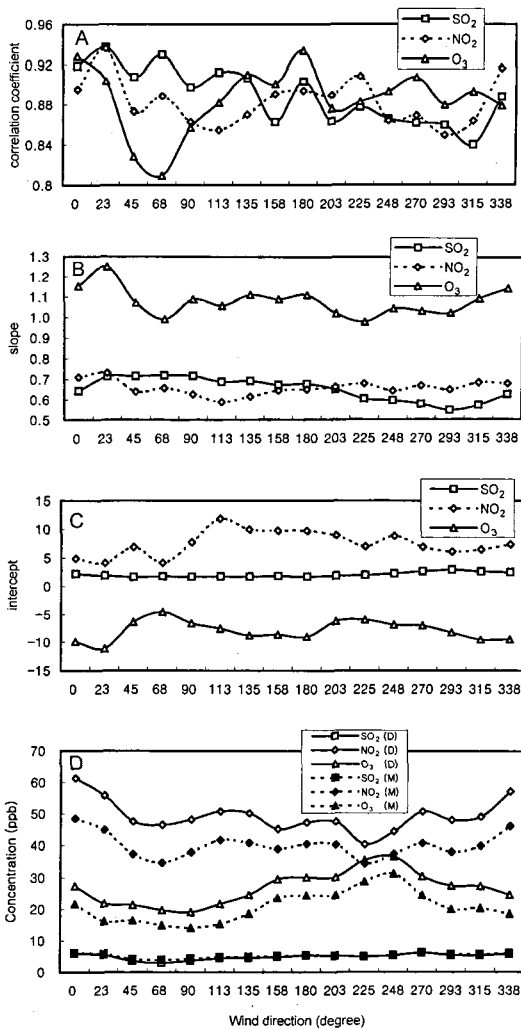 0.96
A
SO2
NO2
O3
0.92
0.88
0.84
0.8
correlation coefficient
0 23 45 68 90 113 135 158 180 203 225 248 270 293 315 338
1.3
B
SO2
NO2
O3
1.2
1.1
1.0
0.9
0.8
0.7
0.6
0.5
slope
0 23 45 68 90 113 135 158 180 203 225 248 270 293 315 338
15
C
SO2
NO2
O3
10
5
0
−5
−10
−15
intercept
0 23 45 68 90 113 135 158 180 203 225 248 270 293 315 338
SO2 (D)
NO2 (D)
O3 (D)
SO2 (M)
NO2 (M)
O3 (M)
70
D
60
50
40
30
20
10
0
Concentration (ppb)
0 23 45 68 90 113 135 158 180 203 225 248 270 293 315 338
Wind direction (degree)